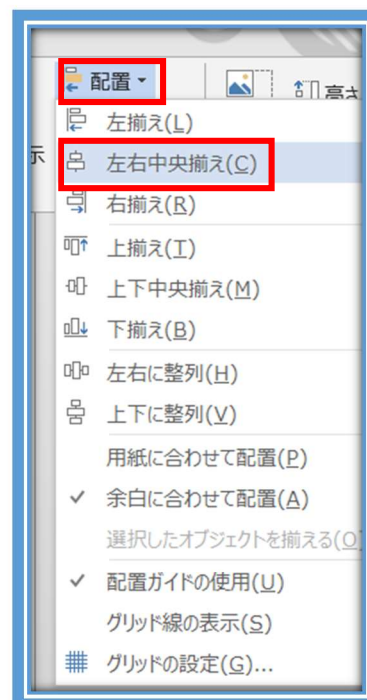 配置
高さ
示
左揃え(L)
左右中央揃え(C)
右揃え(R)
上揃え(T)
上下中央揃え(M)
下揃え(B)
左右に整列(H)
上下に整列(V)
用紙に合わせて配置(P)
余白に合わせて配置(A)
選択したオブジェクトを揃える(O
配置ガイドの使用(U)
グリッド線の表示(S)
グリッドの設定(G)...